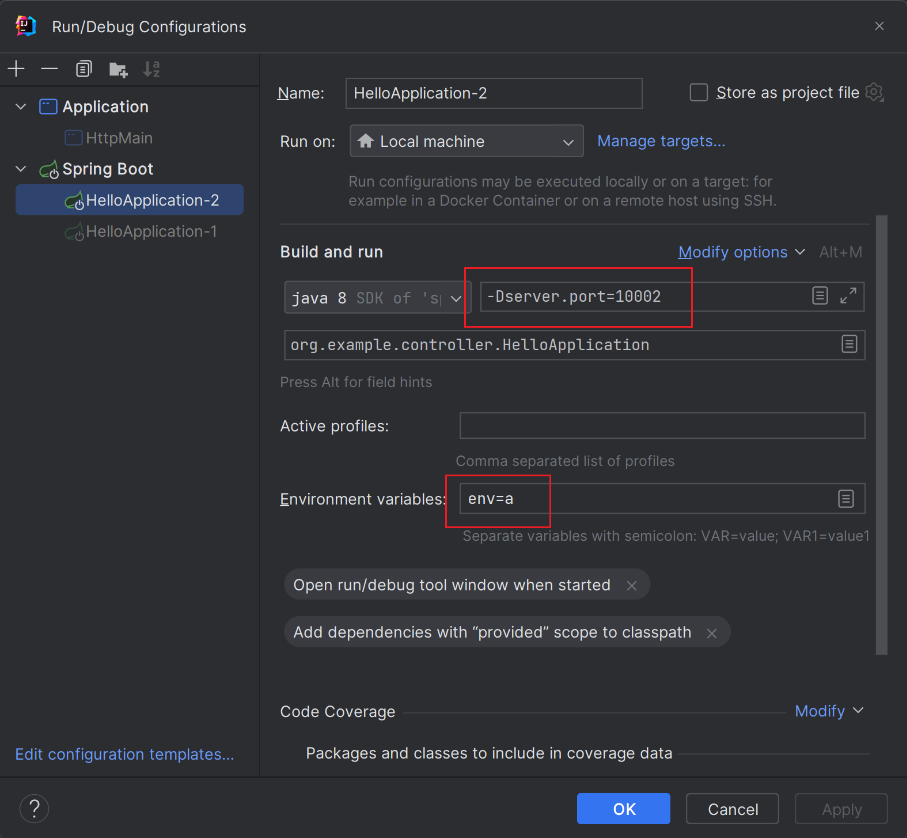 Run/Debug Configurations
Name:
HelloApplication-2
Store as project file
Application
HttpMain
Spring Boot
HelloApplication-2
HelloApplication-1
Run on:
Local machine
Manage targets...
Run configurations may be executed locally or on a target: for
example in a Docker Container or on a remote host using SSH.
Build and run
Modify options
Alt+M
java 8 SDK of 's
-Dserver.port=10002
org.example.controller.HelloApplication
Press Alt for field hints
Active profiles:
Comma separated list of profiles
Environment variables:
env=a
Separate variables with semicolon: VAR=value; VAR1=value1
Open run/debug tool window when started
Add dependencies with “provided” scope to classpath
Code Coverage
Modify
Packages and classes to include in coverage data
Edit configuration templates...
?
OK
Cancel
Apply